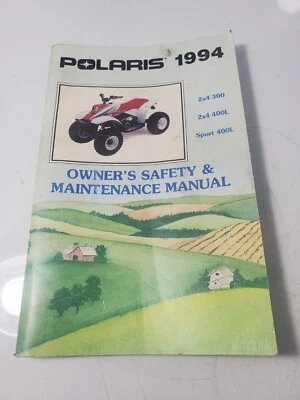 POLARIS® 1994
2x4 300
2x4 400L
Sport 400L
OWNER'S SAFETY &
MAINTENANCE MANUAL